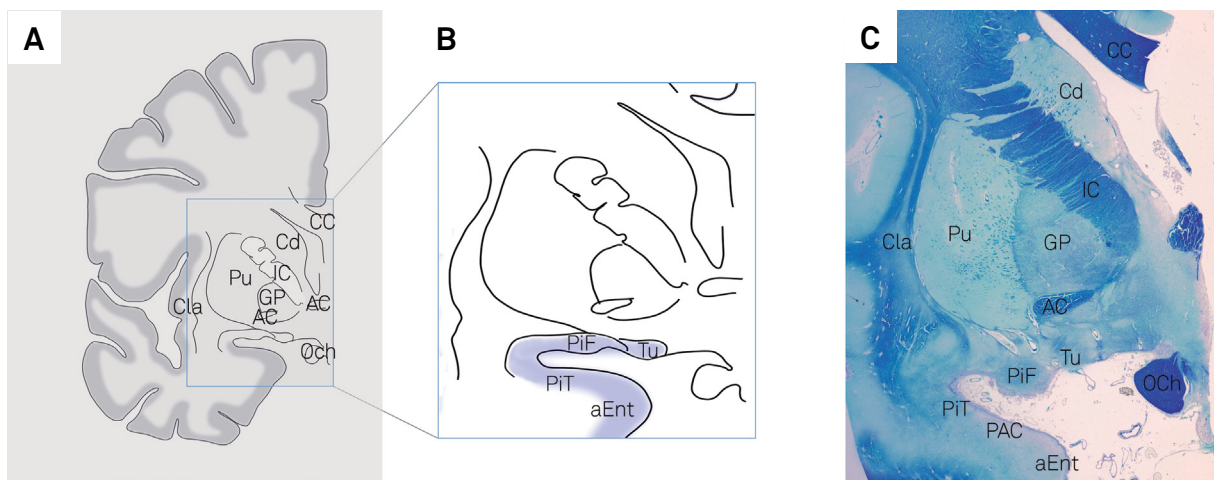 A
CC
Cd
Pu
IC
Cla
GP
AC
AC
Och
B
PiF
Tu
PiT
aEnt
C
CC
Cd
IC
Pu
Cla
GP
AC
Tu
PiF
OCh
PiT
PAC
aEnt